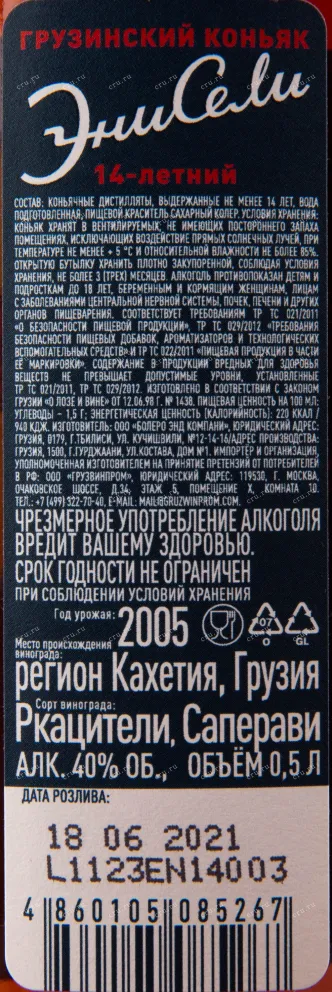 ГРУЗИНСКИЙ КОНЬЯК
ЭниСели
14-летний
СОСТАВ: КОНЬЯЧНЫЕ ДИСТИЛЛЯТЫ, ВЫДЕРЖАННЫЕ НЕ МЕНЕЕ 14 ЛЕТ, ВОДА
ПОДГОТОВЛЕННАЯ, ПИЩЕВОЙ КРАСИТЕЛЬ САХАРНЫЙ КОЛЕР. УСЛОВИЯ ХРАНЕНИЯ:
КОНЬЯК ХРАНЯТ В ВЕНТИЛИРУЕМЫХ, НЕ ИМЕЮЩИХ ПОСТОРОННЕГО ЗАПАХА
ПОМЕЩЕНИЯХ, ИСКЛЮЧАЮЩИХ ВОЗДЕЙСТВИЕ ПРЯМЫХ СОЛНЕЧНЫХ ЛУЧЕЙ, ПРИ
ТЕМПЕРАТУРЕ НЕ МЕНЕЕ + 5 °С И ОТНОСИТЕЛЬНОЙ ВЛАЖНОСТИ НЕ БОЛЕЕ 85%.
ОТКРЫТУЮ БУТЫЛКУ ХРАНИТЬ ПЛОТНО ЗАКУПОРЕННОЙ, СОБЛЮДАЯ УСЛОВИЯ
ХРАНЕНИЯ, НЕ БОЛЕЕ 3 (ТРЕХ) МЕСЯЦЕВ. АЛКОГОЛЬ ПРОТИВОПОКАЗАН ДЕТЯМ И
ПОДРОСТКАМ ДО 18 ЛЕТ, БЕРЕМЕННЫМ И КОРМЯЩИМ ЖЕНЩИНАМ, ЛИЦАМ
С ЗАБОЛЕВАНИЯМИ ЦЕНТРАЛЬНОЙ НЕРВНОЙ СИСТЕМЫ, ПОЧЕК, ПЕЧЕНИ И ДРУГИХ
ОРГАНОВ ПИЩЕВАРЕНИЯ. СООТВЕТСТВУЕТ ТРЕБОВАНИЯМ ТР ТС 021/2011
«О БЕЗОПАСНОСТИ ПИЩЕВОЙ ПРОДУКЦИИ», ТР ТС 029/2012 «ТРЕБОВАНИЯ
БЕЗОПАСНОСТИ ПИЩЕВЫХ ДОБАВОК, АРОМАТИЗАТОРОВ И ТЕХНОЛОГИЧЕСКИХ
ВСПОМОГАТЕЛЬНЫХ СРЕДСТВ» И ТР ТС 022/2011 «ПИЩЕВАЯ ПРОДУКЦИЯ В ЧАСТИ
ЕЁ МАРКИРОВКИ». СОДЕРЖАНИЕ В ПРОДУКЦИИ ВРЕДНЫХ ДЛЯ ЗДОРОВЬЯ
ВЕЩЕСТВ НЕ ПРЕВЫШАЕТ ДОПУСТИМЫЕ УРОВНИ, УСТАНОВЛЕННЫЕ
ТР ТС 021/2011, ТР ТС 029/2012. ИЗГОТОВЛЕНО В СООТВЕТСТВИИ С ЗАКОНОМ
ГРУЗИИ «О ЛОЗЕ И ВИНЕ» ОТ 12.06.98 Г. № 1438. ПИЩЕВАЯ ЦЕННОСТЬ НА 100 МЛ:
УГЛЕВОДЫ - 1,5 Г; ЭНЕРГЕТИЧЕСКАЯ ЦЕННОСТЬ (КАЛОРИЙНОСТЬ): 220 ККАЛ /
940 КДЖ. ИЗГОТОВИТЕЛЬ: ООО «БОЛЕРО ЭНД КОМПАНИ», ЮРИДИЧЕСКИЙ АДРЕС:
ГРУЗИЯ, 0179, Г.ТБИЛИСИ, УЛ. КУЧИШВИЛИ, №12-14-16/АДРЕС ПРОИЗВОДСТВА:
ГРУЗИЯ, 1500, Г.ГУРДЖААНИ, УЛ.КОСТАВА, ДОМ №1. ИМПОРТЕР И ОРГАНИЗАЦИЯ,
УПОЛНОМОЧЕННАЯ ИЗГОТОВИТЕЛЕМ НА ПРИНЯТИЕ ПРЕТЕНЗИЙ ОТ ПОТРЕБИТЕЛЕЙ
В РФ: ООО «ГРУЗВИНПРОМ», ЮРИДИЧЕСКИЙ АДРЕС: 119530, Г. МОСКВА,
ОЧАКОВСКОЕ ШОССЕ, Д.34, ЭТАЖ 5, ПОМЕЩЕНИЕ X, КОМНАТА 10.
ТЕЛ.: +7 (499) 322-70-40, E-MAIL: MAIL@GRUZWINPROM.COM.
ЧРЕЗМЕРНОЕ УПОТРЕБЛЕНИЕ АЛКОГОЛЯ
ВРЕДИТ ВАШЕМУ ЗДОРОВЬЮ.
СРОК ГОДНОСТИ НЕ ОГРАНИЧЕН
ПРИ СОБЛЮДЕНИИ УСЛОВИЙ ХРАНЕНИЯ
Год урожая: 2005
07
O
GL
Место происхождения
винограда:
регион Кахетия, Грузия
Сорт винограда:
Ркацители, Саперави
АЛК. 40% ОБ., ОБЪЁМ 0,5 Л
ДАТА РОЗЛИВА:
18 06 2021
L1123EN14003
4 860105 085267